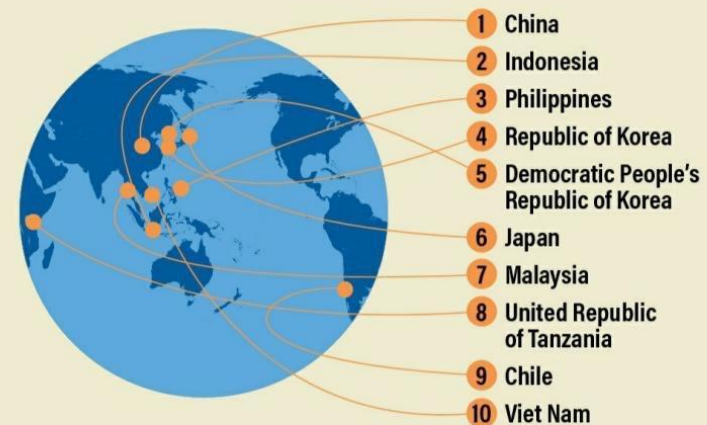 1 China
2 Indonesia
3 Philippines
4 Republic of Korea
5 Democratic People's
Republic of Korea
6 Japan
7 Malaysia
8 United Republic
of Tanzania
9 Chile
10 Viet Nam